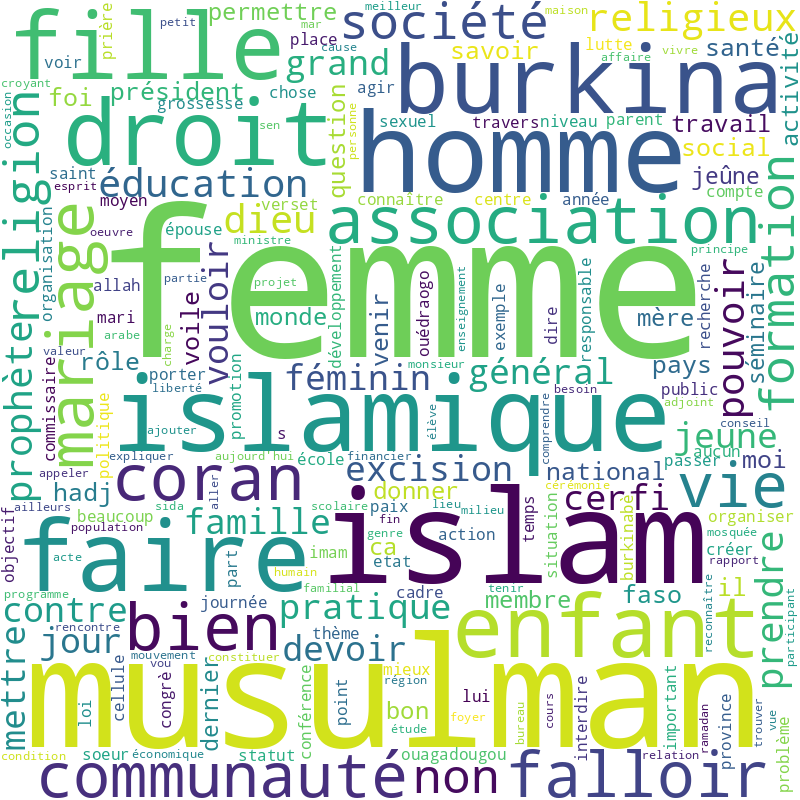 petit
meilleur
maison
prière
permettre
société
religieux
fille
place
mar
cause
lutte
vivre
savoir
santé
voir
burkina
affaire
grand
croyant
foi
président
chose
agir
activité
grossesse
droit
homme
occasion
sen
question
personne
sexuel
travers
niveau
parent
travail
social
religion
saint
éducation
jeûne
esprit
moyen
verset
connaître
centre
année
compte
oeuvre
épouse
dieu
association
femme
ministre
principe
organisation
mariage
partie
allah
projet
voile
vouloir
monde
développement
venir
ouédraogo
enseignement
exemple
dire
responsable
mère
recherche
séminaire
formation
mari
arabe
prophète
valeur
rôle
charge
commissaire
porter
promotion
monsieur
féminin
général
pays
pouvoir
politique
liberté
islamique
élève
besoin
public
adjoint
ajouter
s
comprendre
conseil
jeune
expliquer
aujourd'hui
école
financier
aucun
appeler
coran
excision
national
passer
moi
hadj
aller
donner
cérémonie
cerfi
vie
ailleurs
beaucoup
sida
scolaire
paix
lieu
milieu
temps
organiser
objectif
population
famille
ca
fin
islam
situation
burkinabè
mosquée
acte
faire
part
imam
etat
genre
action
créer
rapport
programme
humain
familial
tenir
il
contre
journée
pratique
cadre
membre
faso
prendre
reconnaître
participant
rencontre
bien
thème
enfant
mettre
jour
devoir
mouvement
vou
constituer
mieux
région
musulman
loi
cellule
congrè
dernier
conférence
point
bon
lui
foyer
bureau
cours
interdire
important
ramadan
province
trouver
vue
étude
condition
soeur
économique
statut
ouagadougou
relation
problème
communauté
non
falloir